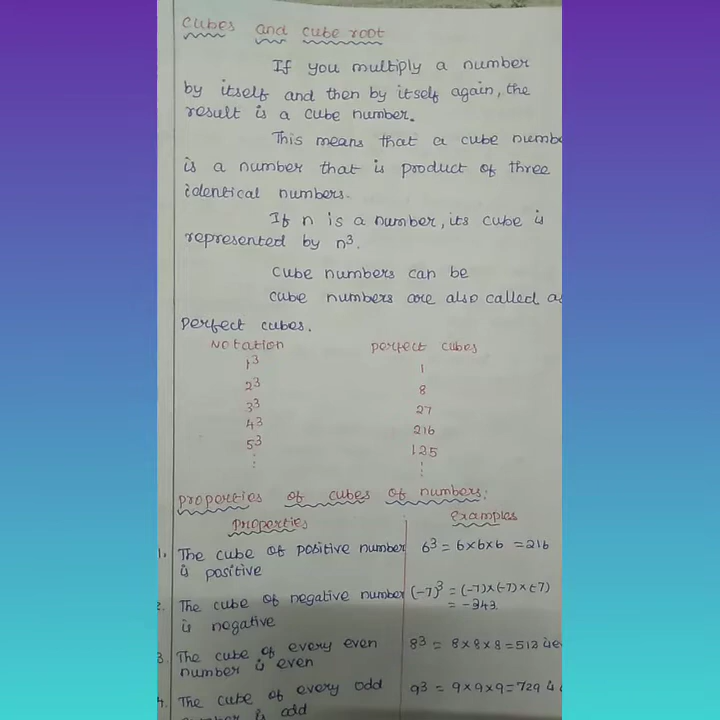 Cubes and cube root
If you multiply a number
by itself and then by itself again, the
result is a cube number.
This means that a cube numbe
is a number that is product of three
identical numbers.
If n is a number, its cube is
represented by n³.
Cube numbers can be
cube numbers are also called as
perfect cubes.
Notation perfect cubes
1³ 1
2³ 8
3³ 27
4³ 216
5³ 125
⋮ ⋮
properties of cubes of numbers:
properties Examples
1. The cube of positive number 6³ = 6×6×6 = 216
is positive
2. The cube of negative number (-7)³ = (-7)×(-7)×(-7)
is negative = -343
3. The cube of every even 8³ = 8×8×8=512 is e
number is even
4. The cube of every odd 9³ = 9×9×9=729 is
number is odd